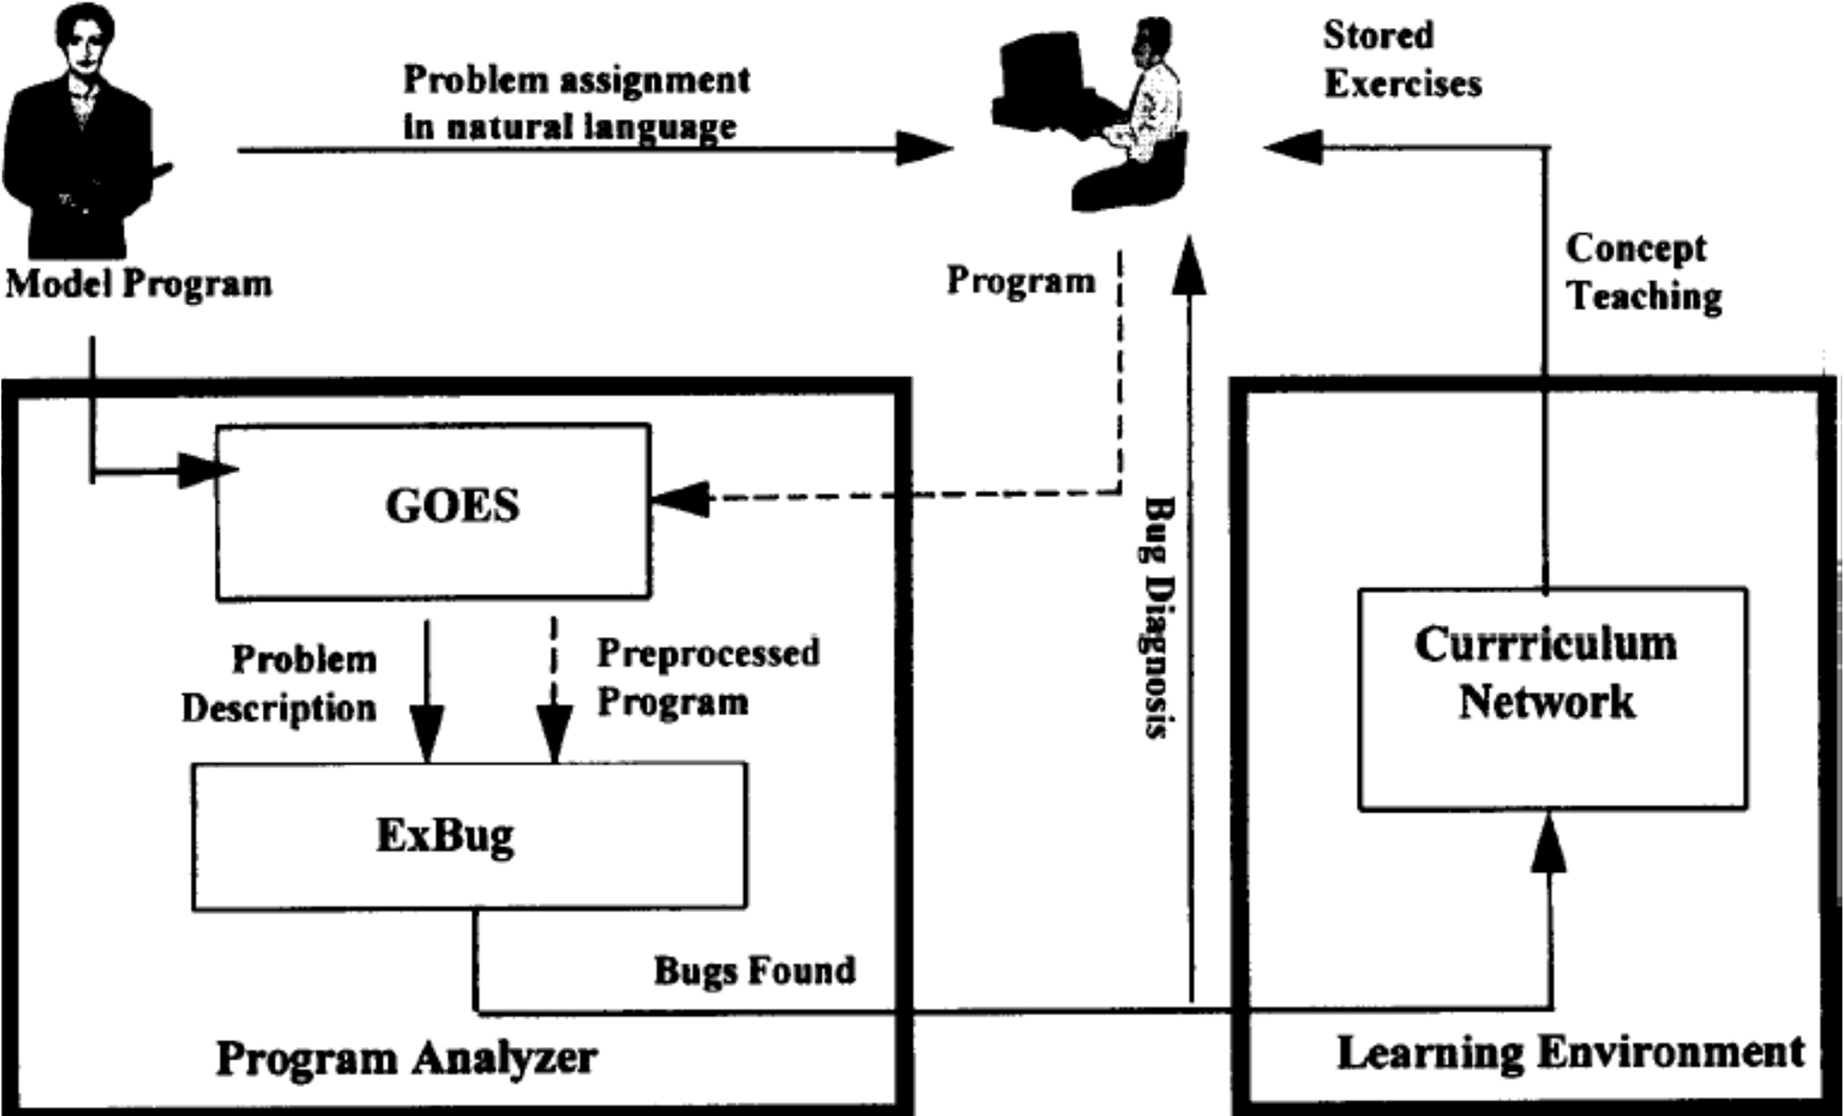 Stored
Exercises
Problem assignment
in natural language
Model Program
Program
Concept
Teaching
GOES
Problem
Description
Preprocessed
Program
Bug Diagnosis
Currriculum
Network
ExBug
Bugs Found
Program Analyzer
Learning Environment